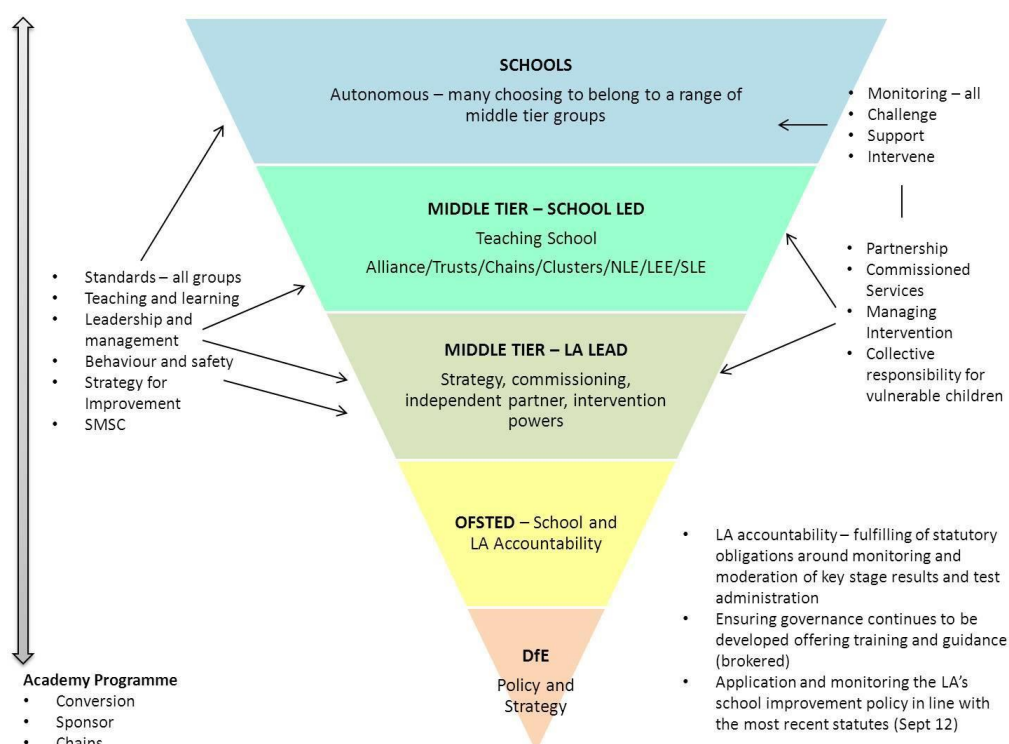 SCHOOLS
Autonomous – many choosing to belong to a range of
middle tier groups
• Monitoring – all
• Challenge
• Support
• Intervene
MIDDLE TIER – SCHOOL LED
Teaching School
Alliance/Trusts/Chains/Clusters/NLE/LEE/SLE
• Partnership
• Commissioned
Services
• Managing
Intervention
• Collective
responsibility for
vulnerable children
• Standards – all groups
• Teaching and learning
• Leadership and
management
• Behaviour and safety
• Strategy for
Improvement
• SMSC
MIDDLE TIER – LA LEAD
Strategy, commissioning,
independent partner, intervention
powers
OFSTED – School and
LA Accountability
• LA accountability – fulfilling of statutory
obligations around monitoring and
moderation of key stage results and test
administration
• Ensuring governance continues to be
developed offering training and guidance
(brokered)
• Application and monitoring the LA's
school improvement policy in line with
the most recent statutes (Sept 12)
DfE
Policy and
Strategy
Academy Programme
• Conversion
• Sponsor
• Chains